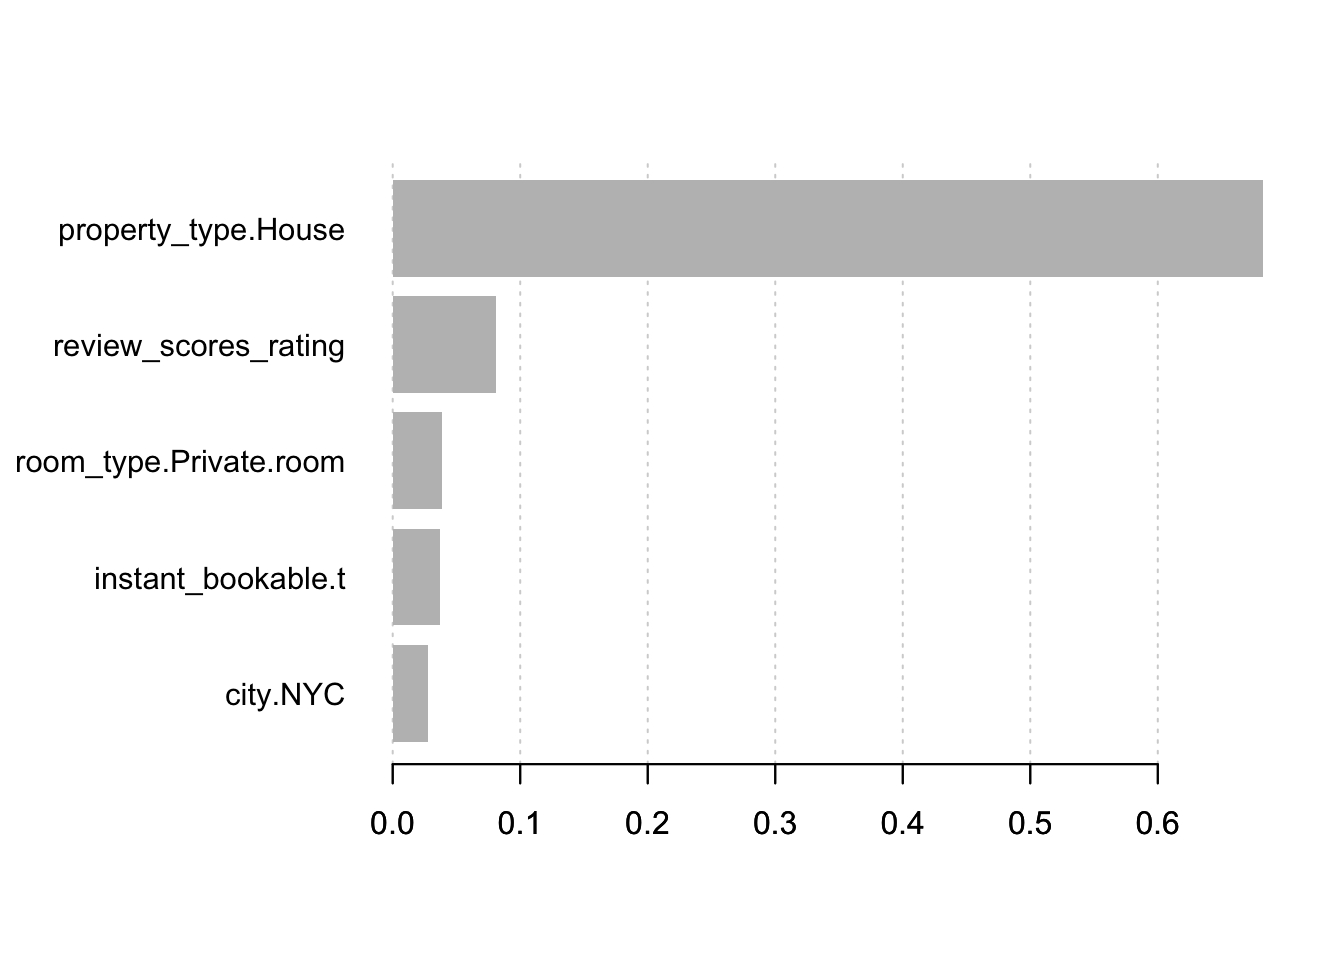 property_type.House
review_scores_rating
room_type.Private.room
instant_bookable.t
city.NYC
0.0 0.1 0.2 0.3 0.4 0.5 0.6